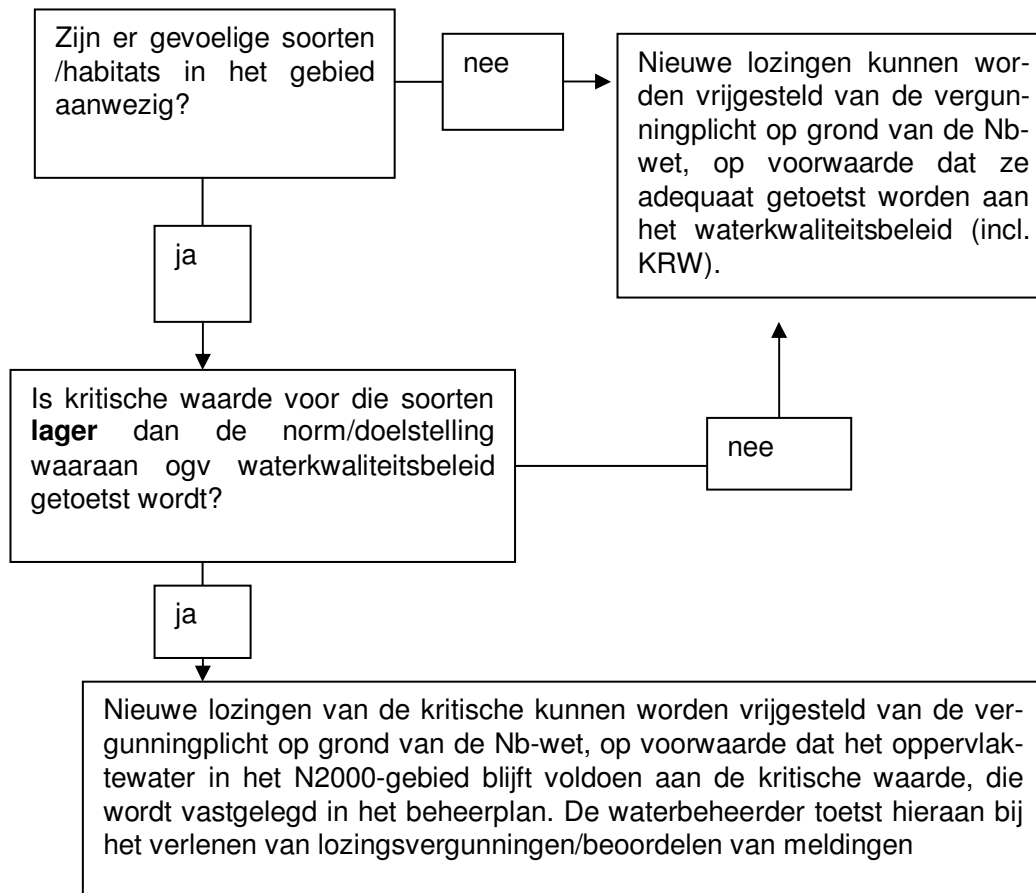 Zijn er gevoelige soorten
/habitats in het gebied
aanwezig?
nee
Nieuwe lozingen kunnen wor-
den vrijgesteld van de vergun-
ningplicht op grond van de Nb-
wet, op voorwaarde dat ze
adequaat getoetst worden aan
het waterkwaliteitsbeleid (incl.
KRW).
ja
Is kritische waarde voor die soorten
lager dan de norm/doelstelling
waaraan ogv waterkwaliteitsbeleid
getoetst wordt?
nee
ja
Nieuwe lozingen van de kritische kunnen worden vrijgesteld van de ver-
gunningplicht op grond van de Nb-wet, op voorwaarde dat het oppervlak-
tewater in het N2000-gebied blijft voldoen aan de kritische waarde, die
wordt vastgelegd in het beheerplan. De waterbeheerder toetst hieraan bij
het verlenen van lozingsvergunningen/beoordelen van meldingen